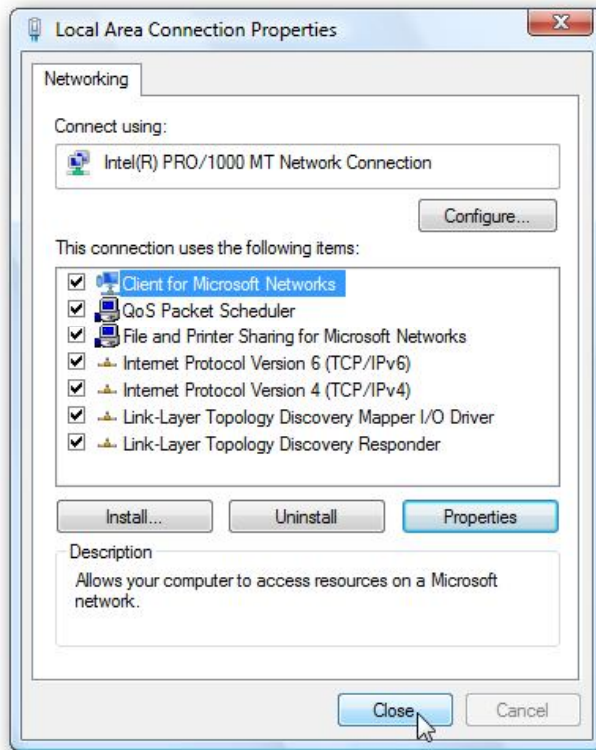 Local Area Connection Properties
Networking
Connect using:
Intel(R) PRO/1000 MT Network Connection
Configure...
This connection uses the following items:
Client for Microsoft Networks
QoS Packet Scheduler
File and Printer Sharing for Microsoft Networks
Internet Protocol Version 6 (TCP/IPv6)
Internet Protocol Version 4 (TCP/IPv4)
Link-Layer Topology Discovery Mapper I/O Driver
Link-Layer Topology Discovery Responder
Install... Uninstall Properties
Description
Allows your computer to access resources on a Microsoft
network.
Close Cancel